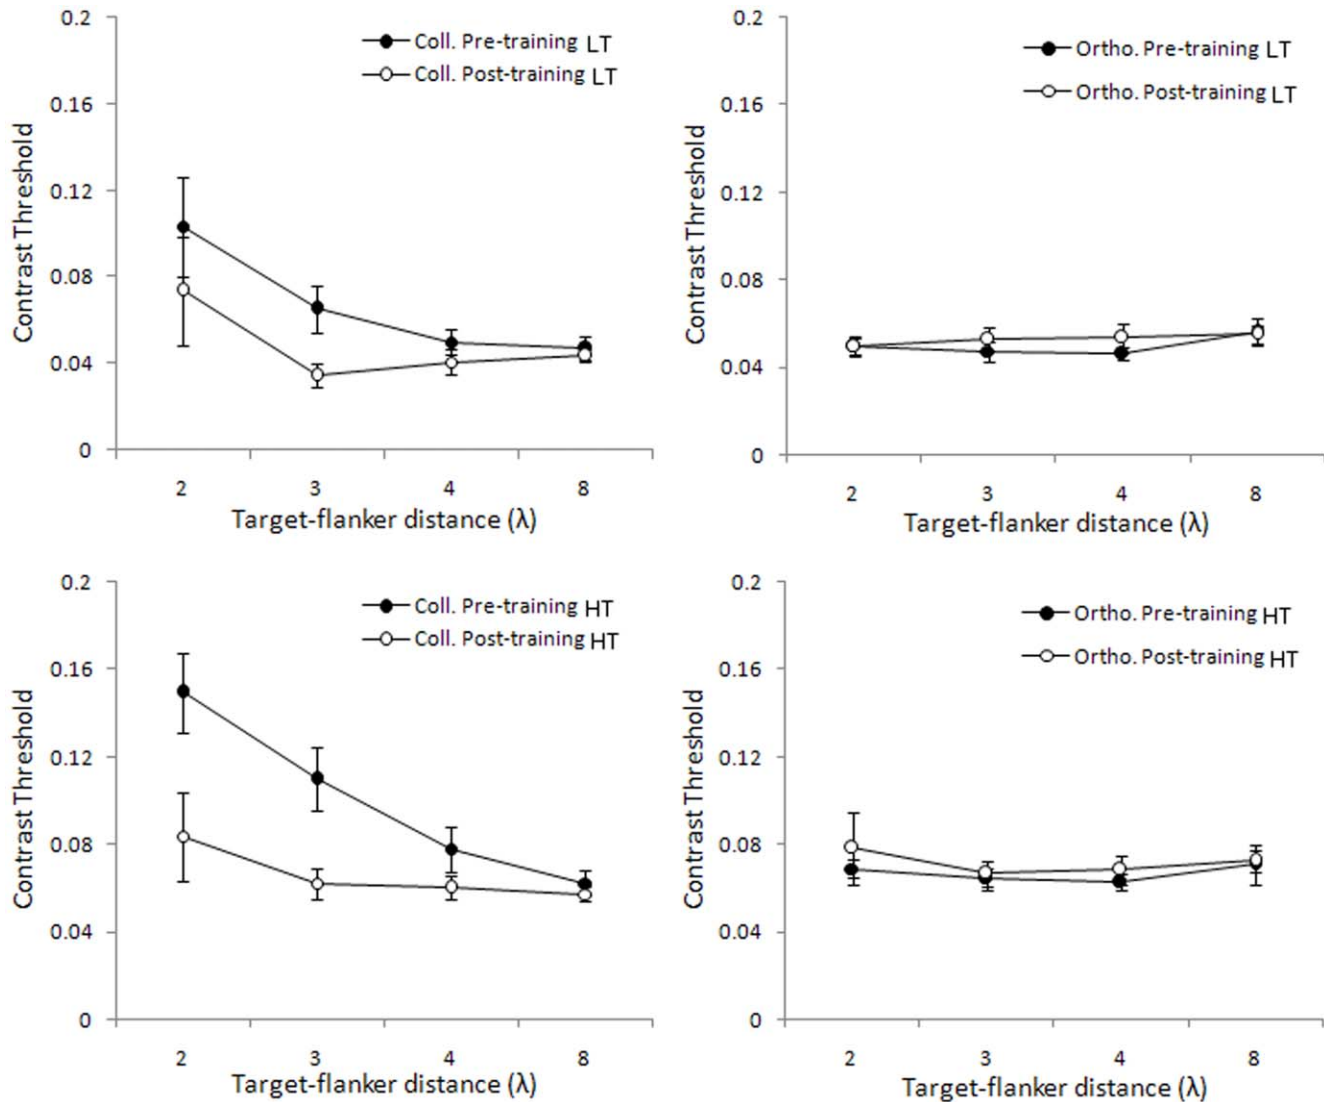 0.2
0.16
0.12
0.08
0.04
0
Contrast Threshold
Coll. Pre-training LT
Coll. Post-training LT
2 3 4 8
Target-flanker distance (λ)
0.2
0.16
0.12
0.08
0.04
0
Contrast Threshold
Ortho. Pre-training LT
Ortho. Post-training LT
2 3 4 8
Target-flanker distance (λ)
0.2
0.16
0.12
0.08
0.04
0
Contrast Threshold
Coll. Pre-training HT
Coll. Post-training HT
2 3 4 8
Target-flanker distance (λ)
0.2
0.16
0.12
0.08
0.04
0
Contrast Threshold
Ortho. Pre-training HT
Ortho. Post-training HT
2 3 4 8
Target-flanker distance (λ)